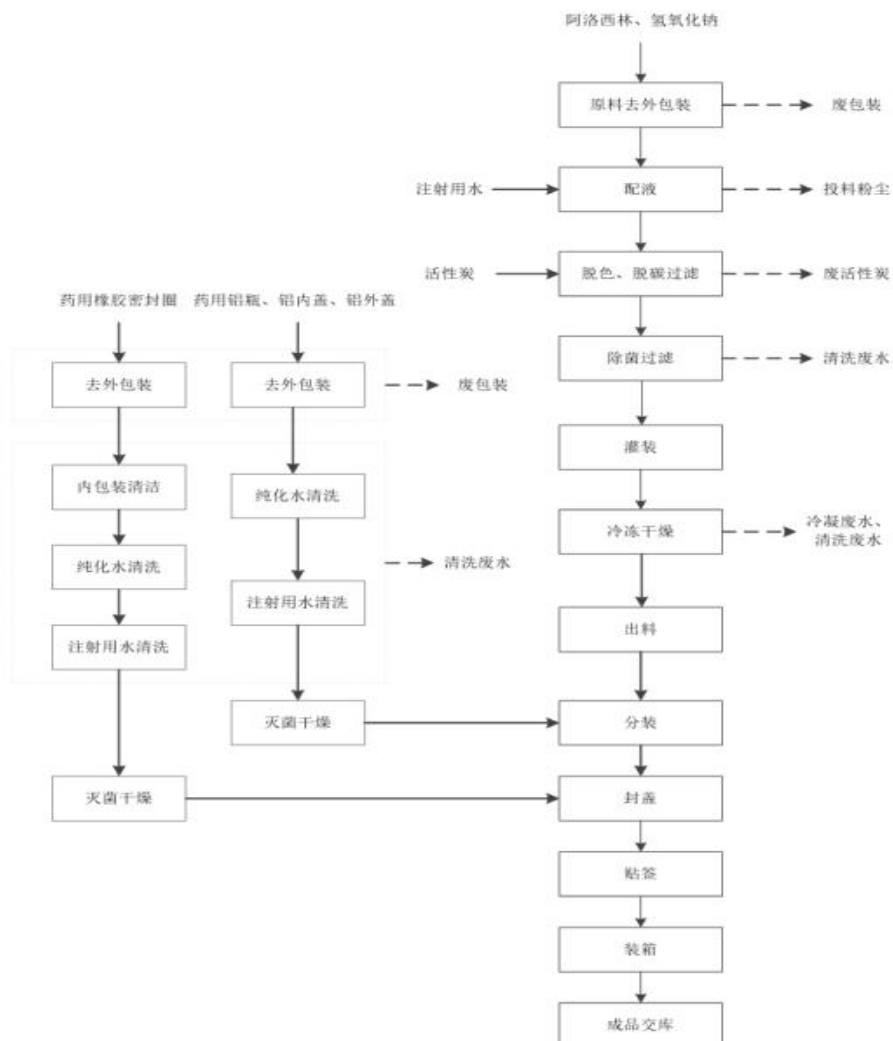 阿洛西林、氢氧化钠
原料去外包装
废包装
注射用水
配液
投料粉尘
活性炭
脱色、脱碳过滤
废活性炭
药用橡胶密封圈
药用铝瓶、铝内盖、铝外盖
除菌过滤
清洗废水
去外包装
去外包装
废包装
灌装
内包装清洁
纯化水清洗
冷冻干燥
冷凝废水、
清洗废水
纯化水清洗
清洗废水
注射用水清洗
出料
注射用水清洗
灭菌干燥
分装
灭菌干燥
封盖
贴签
装箱
成品交库